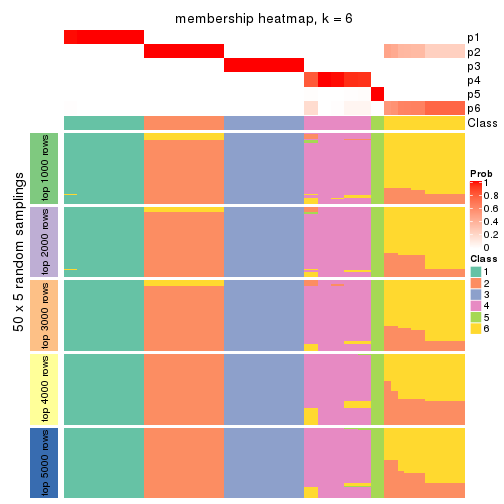 membership heatmap, k = 6
p1
p2
p3
p4
p5
p6
Class
50 x 5 random samplings
top 1000 rows
top 2000 rows
top 3000 rows
top 4000 rows
top 5000 rows
Prob
1
0.8
0.6
0.4
0.2
0
Class
1
2
3
4
5
6